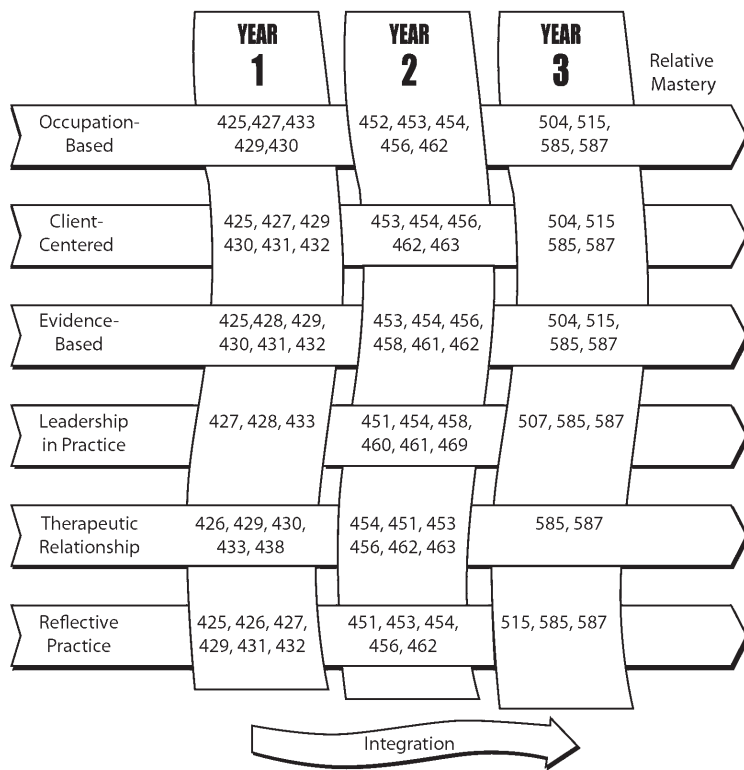 YEAR
1
YEAR
2
YEAR
3
Relative
Mastery
Occupation-
Based
425,427,433
429,430
452, 453, 454,
456, 462
504, 515,
585, 587
Client-
Centered
425, 427, 429
430, 431, 432
453, 454, 456,
462, 463
504, 515
585, 587
Evidence-
Based
425,428, 429,
430, 431, 432
453, 454, 456,
458, 461, 462
504, 515,
585, 587
Leadership
in Practice
427, 428, 433
451, 454, 458,
460, 461, 469
507, 585, 587
Therapeutic
Relationship
426, 429, 430,
433, 438
454, 451, 453
456, 462, 463
585, 587
Reflective
Practice
425, 426, 427,
429, 431, 432
451, 453, 454,
456, 462
515, 585, 587
Integration